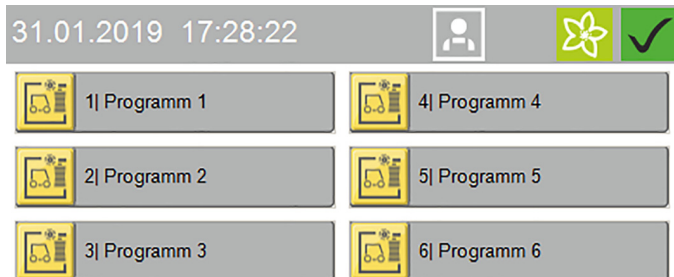 31.01.2019 17:28:22
1| Programm 1
4| Programm 4
2| Programm 2
5| Programm 5
3| Programm 3
6| Programm 6